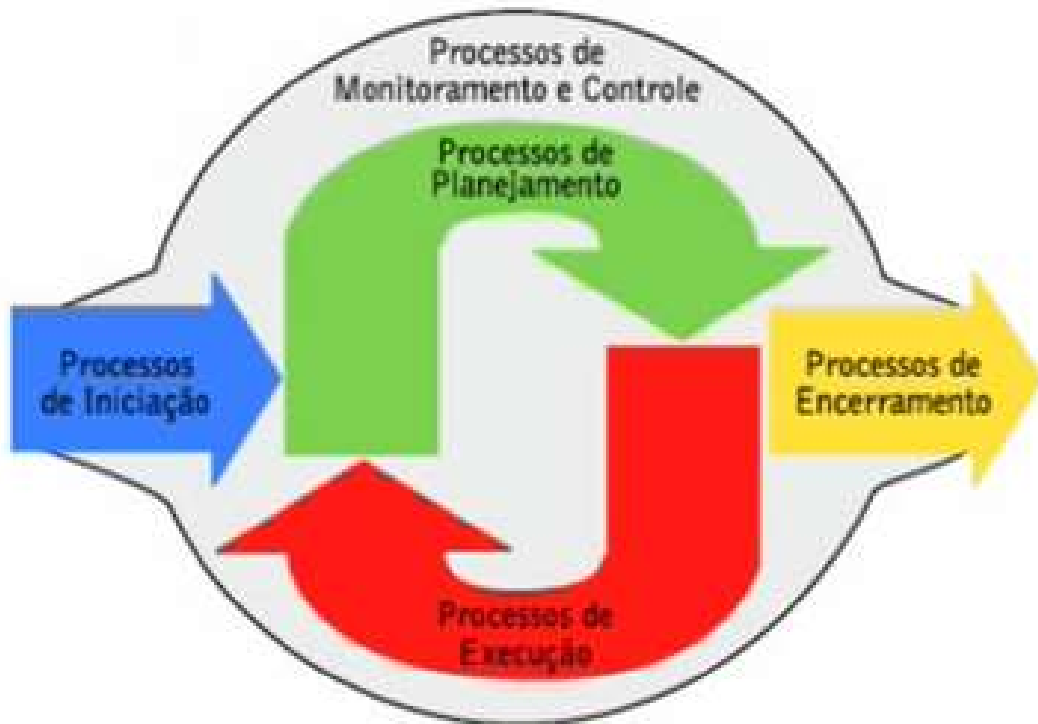 Processos de
Monitoramento e Controle
Processos de
Planejamento
Processos
de Iniciação
Processos de
Encerramento
Processos de
Execução